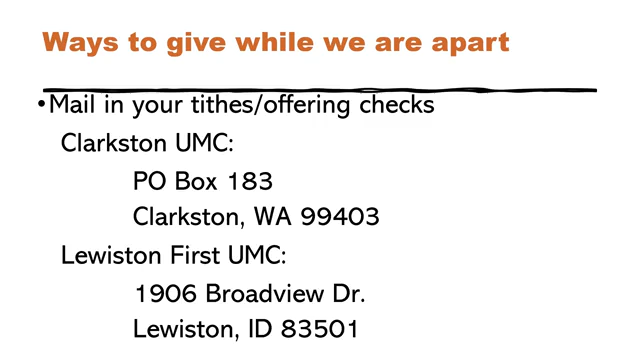 Ways to give while we are apart
•Mail in your tithes/offering checks
Clarkston UMC:
PO Box 183
Clarkston, WA 99403
Lewiston First UMC:
1906 Broadview Dr.
Lewiston, ID 83501